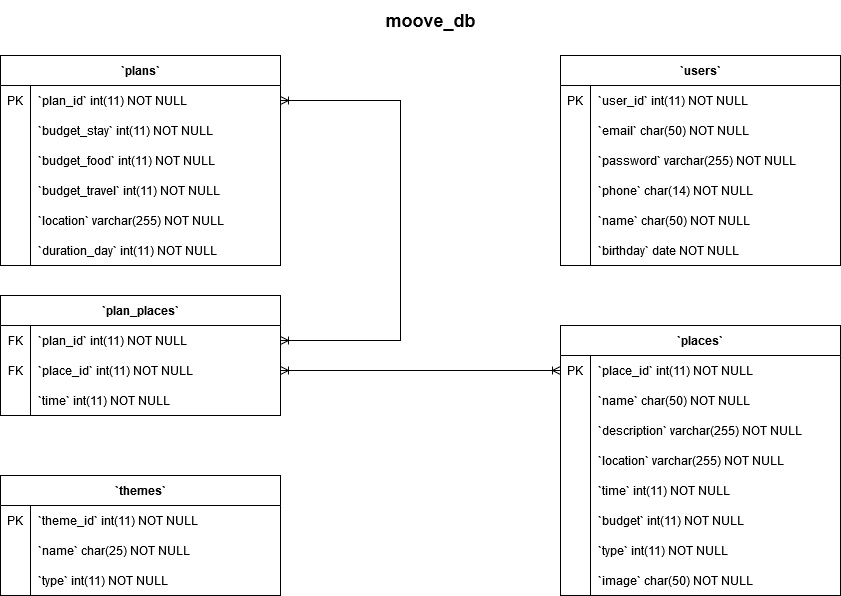 moove_db
`plans`
PK `plan_id` int(11) NOT NULL
`budget_stay` int(11) NOT NULL
`budget_food` int(11) NOT NULL
`budget_travel` int(11) NOT NULL
`location` varchar(255) NOT NULL
`duration_day` int(11) NOT NULL
`users`
PK `user_id` int(11) NOT NULL
`email` char(50) NOT NULL
`password` varchar(255) NOT NULL
`phone` char(14) NOT NULL
`name` char(50) NOT NULL
`birthday` date NOT NULL
`plan_places`
FK `plan_id` int(11) NOT NULL
FK `place_id` int(11) NOT NULL
`time` int(11) NOT NULL
`places`
PK `place_id` int(11) NOT NULL
`name` char(50) NOT NULL
`description` varchar(255) NOT NULL
`location` varchar(255) NOT NULL
`time` int(11) NOT NULL
`budget` int(11) NOT NULL
`type` int(11) NOT NULL
`image` char(50) NOT NULL
`themes`
PK `theme_id` int(11) NOT NULL
`name` char(25) NOT NULL
`type` int(11) NOT NULL